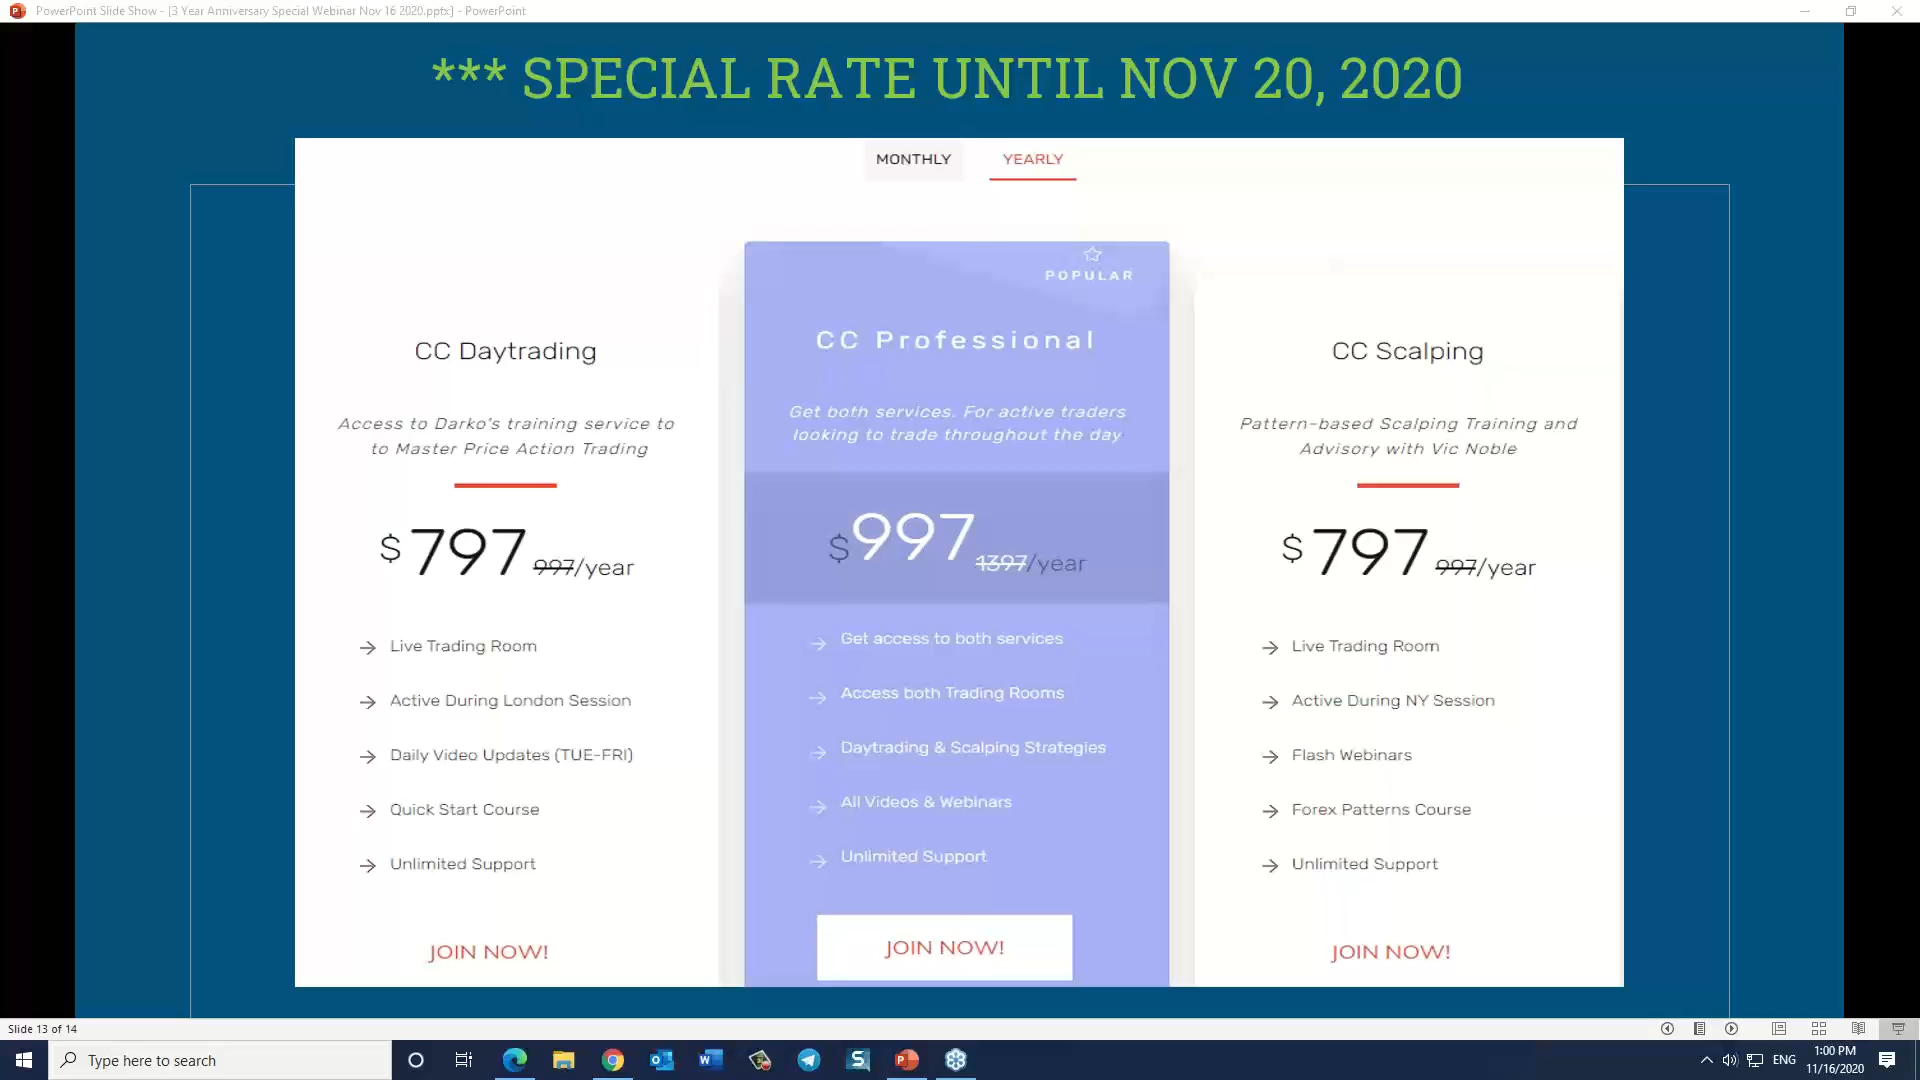 PowerPoint Slide Show - [3 Year Anniversary Special Webinar Nov 16 2020.pptx] - PowerPoint
*** SPECIAL RATE UNTIL NOV 20, 2020
MONTHLY YEARLY
CC Daytrading
Access to Darko's training service to
to Master Price Action Trading
$797 997/year
Live Trading Room
Active During London Session
Daily Video Updates (TUE-FRI)
Quick Start Course
Unlimited Support
JOIN NOW!
POPULAR
CC Professional
Get both services. For active traders
looking to trade throughout the day
$997 1397/year
Get access to both services
Access both Trading Rooms
Daytrading & Scalping Strategies
All Videos & Webinars
Unlimited Support
JOIN NOW!
CC Scalping
Pattern-based Scalping Training and
Advisory with Vic Noble
$797 997/year
Live Trading Room
Active During NY Session
Flash Webinars
Forex Patterns Course
Unlimited Support
JOIN NOW!
Slide 13 of 14
Type here to search
ENG
1:00 PM
11/16/2020